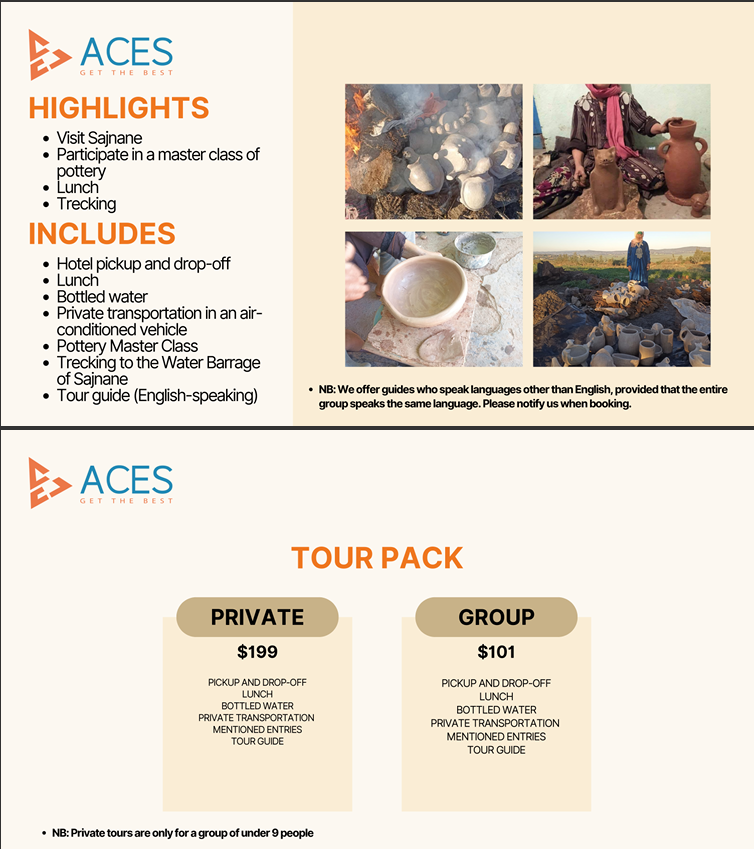 ACES
GET THE BEST
HIGHLIGHTS
• Visit Sajnane
• Participate in a master class of
pottery
• Lunch
• Trecking
INCLUDES
• Hotel pickup and drop-off
• Lunch
• Bottled water
• Private transportation in an air-
conditioned vehicle
• Pottery Master Class
• Trecking to the Water Barrage
of Sajnane
• Tour guide (English-speaking)
• NB: We offer guides who speak languages other than English, provided that the entire
group speaks the same language. Please notify us when booking.
ACES
GET THE BEST
TOUR PACK
PRIVATE
$199
PICKUP AND DROP-OFF
LUNCH
BOTTLED WATER
PRIVATE TRANSPORTATION
MENTIONED ENTRIES
TOUR GUIDE
GROUP
$101
PICKUP AND DROP-OFF
LUNCH
BOTTLED WATER
PRIVATE TRANSPORTATION
MENTIONED ENTRIES
TOUR GUIDE
• NB: Private tours are only for a group of under 9 people